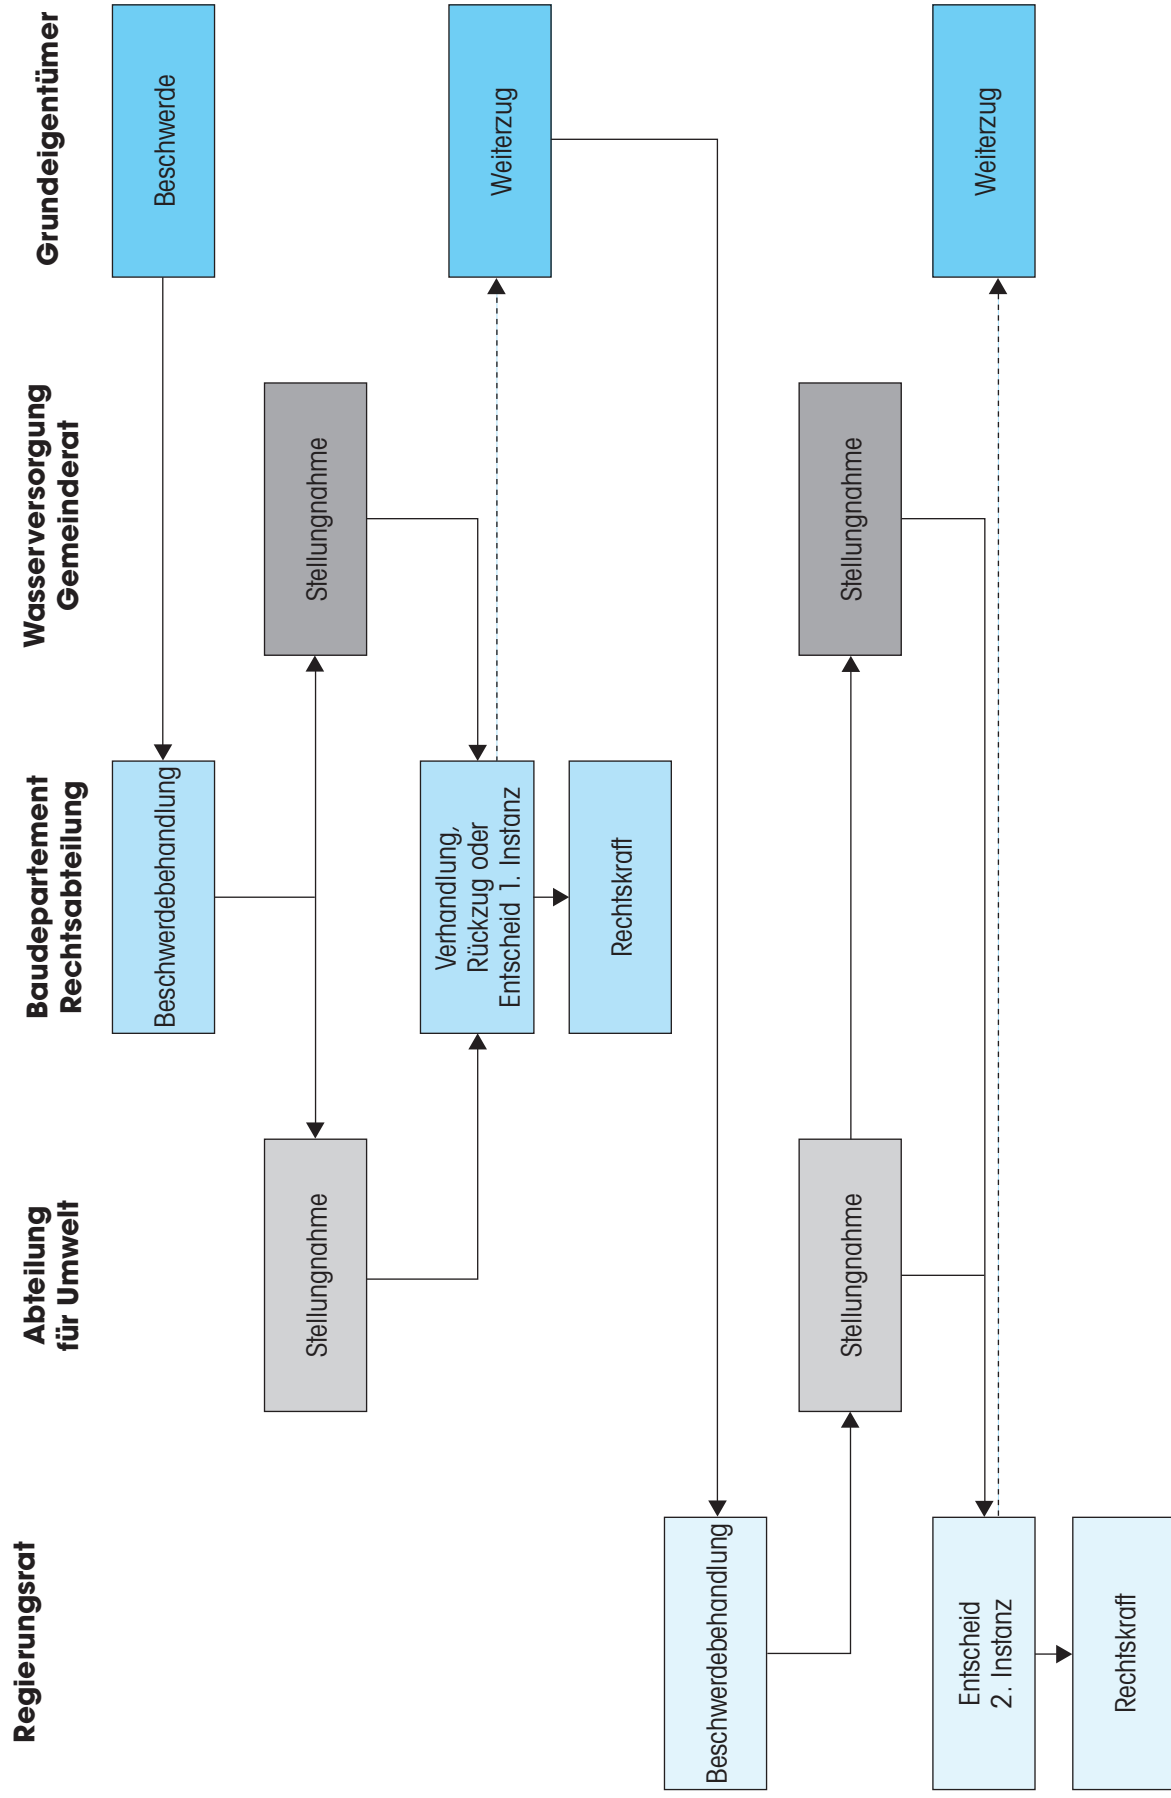 Regierungsrat
Abteilung
für Umwelt
Baudepartement
Rechtsabteilung
Wasserversorgung
Gemeinderat
Grundeigentümer
Beschwerdebehandlung
Beschwerde
Stellungnahme
Stellungnahme
Verhandlung,
Rückzug oder
Entscheid 1. Instanz
Weiterzug
Rechtskraft
Beschwerdebehandlung
Stellungnahme
Stellungnahme
Entscheid
2. Instanz
Weiterzug
Rechtskraft